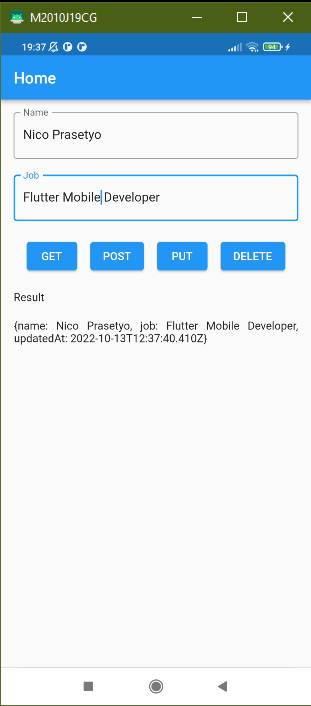 M2010J19CG
19:37
94
Home
Name
Nico Prasetyo
Job
Flutter Mobile Developer
GET POST PUT DELETE
Result
{name: Nico Prasetyo, job: Flutter Mobile Developer,
updatedAt: 2022-10-13T12:37:40.410Z}